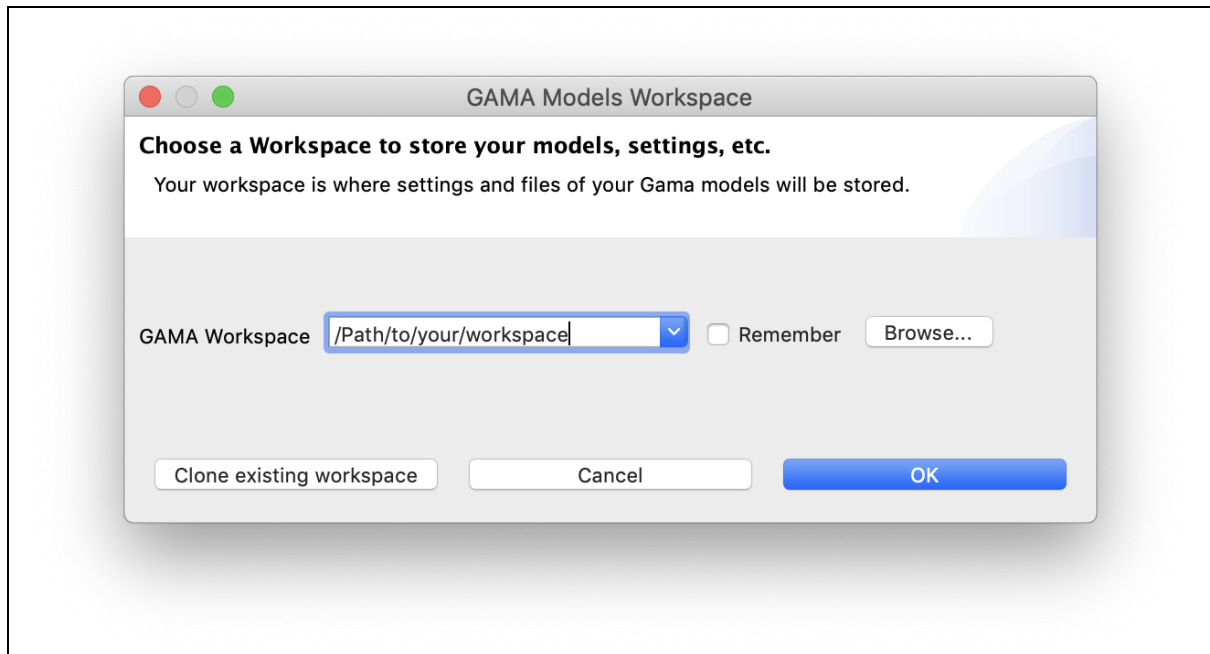 GAMA Models Workspace
Choose a Workspace to store your models, settings, etc.
Your workspace is where settings and files of your Gama models will be stored.
GAMA Workspace /Path/to/your/workspace Remember Browse...
Clone existing workspace Cancel OK